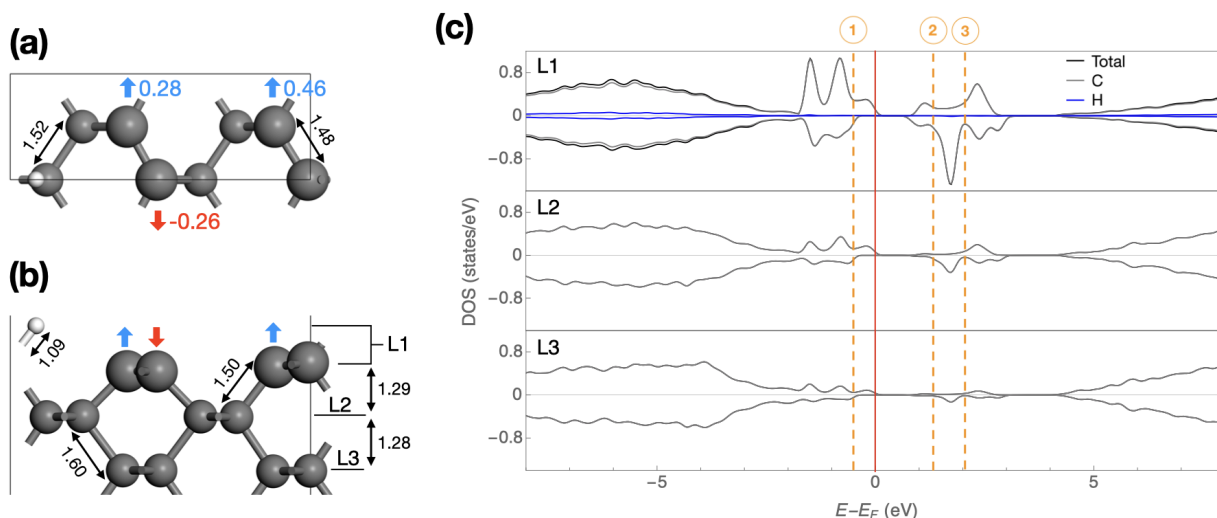 (a)
0.28
0.46
1.52
1.48
-0.26
(b)
1.09
1.50
L1
1.29
L2
1.28
1.60
L3
(c)
1 2 3
L1
Total
C
H
0.8
0
-0.8
L2
0.8
0
-0.8
L3
0.8
0
-0.8
DOS (states/eV)
-5 0 5
E-E_F (eV)